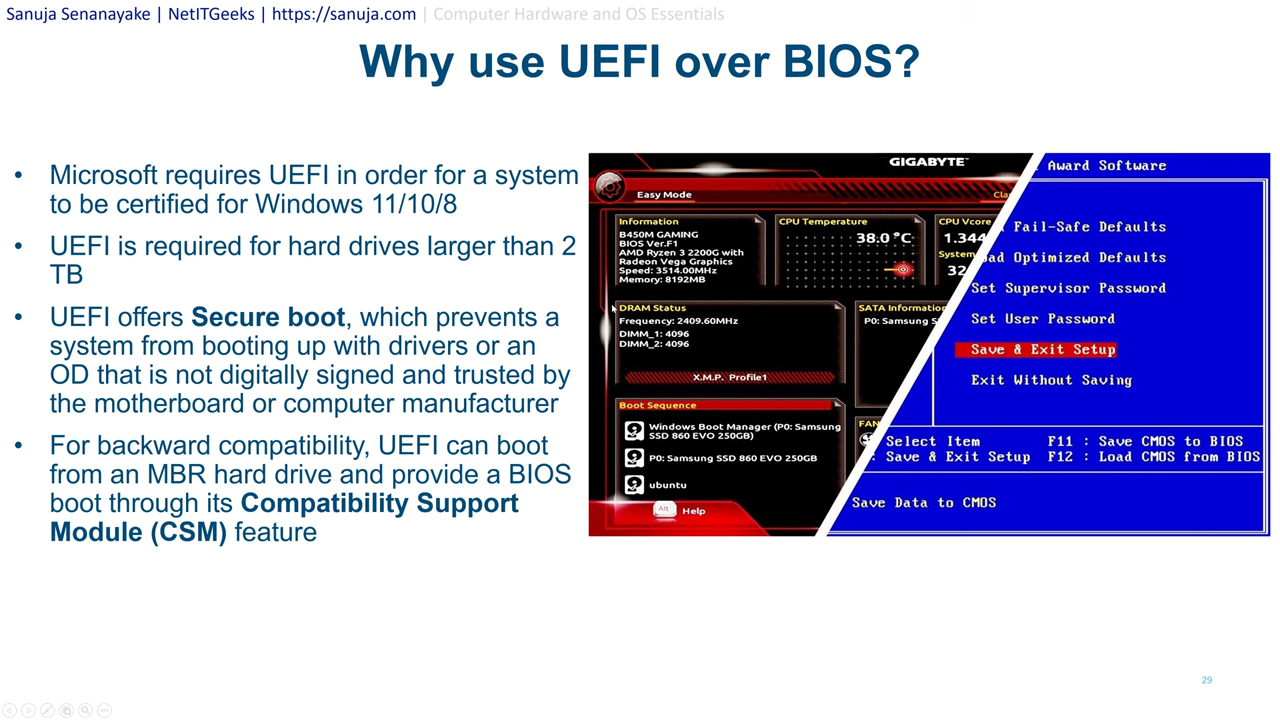 Sanuja Senanayake | NetITGeeks | https://sanuja.com | Computer Hardware and OS Essentials
Why use UEFI over BIOS?
• Microsoft requires UEFI in order for a system
to be certified for Windows 11/10/8
• UEFI is required for hard drives larger than 2
TB
• UEFI offers Secure boot, which prevents a
system from booting up with drivers or an
OD that is not digitally signed and trusted by
the motherboard or computer manufacturer
• For backward compatibility, UEFI can boot
from an MBR hard drive and provide a BIOS
boot through its Compatibility Support
Module (CSM) feature
GIGABYTE™
Easy Mode
Information
B450M GAMING
BIOS Ver.F1
AMD Ryzen 3 2200G with
Radeon Vega Graphics
Speed: 3514.00MHz
Memory: 8192MB
CPU Temperature
38.0 °C
CPU Vcore
1.344
System
32
DRAM Status
Frequency: 2409.60MHz
DIMM_1: 4096
DIMM_2: 4096
X.M.P. Profile1
SATA Information
P0: Samsung S
Boot Sequence
Windows Boot Manager (P0: Samsung
SSD 860 EVO 250GB)
P0: Samsung SSD 860 EVO 250GB
ubuntu
FAN
Alt Help
Award Software
Fail-Safe Defaults
ad Optimized Defaults
Set Supervisor Password
Set User Password
Save & Exit Setup
Exit Without Saving
Select Item F11 : Save CMOS to BIOS
: Save & Exit Setup F12 : Load CMOS from BIOS
Save Data to CMOS
29